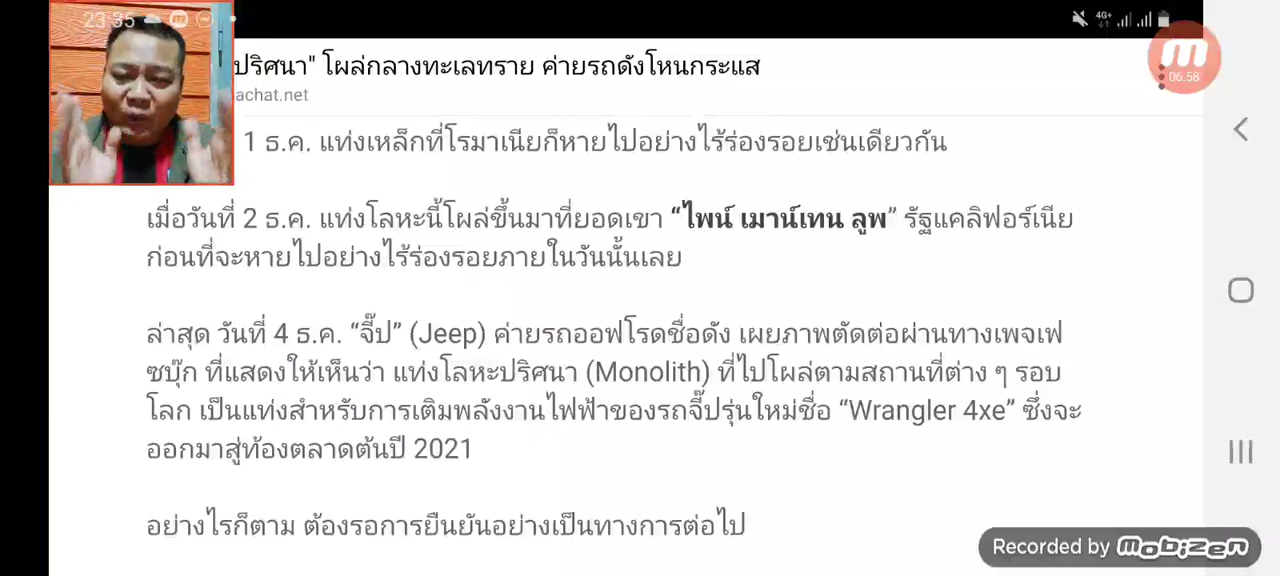 23:35
4G+
ปริศนา" โผล่กลางทะเลทราย ค่ายรถดังโหนกระแส
achat.net
06.58
1 ธ.ค. แท่งเหล็กที่โรมาเนียก็หายไปอย่างไร้ร่องรอยเช่นเดียวกัน
เมื่อวันที่ 2 ธ.ค. แท่งโลหะนี้โผล่ขึ้นมาที่ยอดเขา “ไพน์ เมาน์เทน ลูพ” รัฐแคลิฟอร์เนีย
ก่อนที่จะหายไปอย่างไร้ร่องรอยภายในวันนั้นเลย
ล่าสุด วันที่ 4 ธ.ค. “จี๊ป” (Jeep) ค่ายรถออฟโรดชื่อดัง เผยภาพตัดต่อผ่านทางเพจเฟ
ซบุ๊ก ที่แสดงให้เห็นว่า แท่งโลหะปริศนา (Monolith) ที่ไปโผล่ตามสถานที่ต่าง ๆ รอบ
โลก เป็นแท่งสำหรับการเติมพลังงานไฟฟ้าของรถจี๊ปรุ่นใหม่ชื่อ “Wrangler 4xe” ซึ่งจะ
ออกมาสู่ท้องตลาดต้นปี 2021
อย่างไรก็ตาม ต้องรอการยืนยันอย่างเป็นทางการต่อไป
Recorded by mobizen